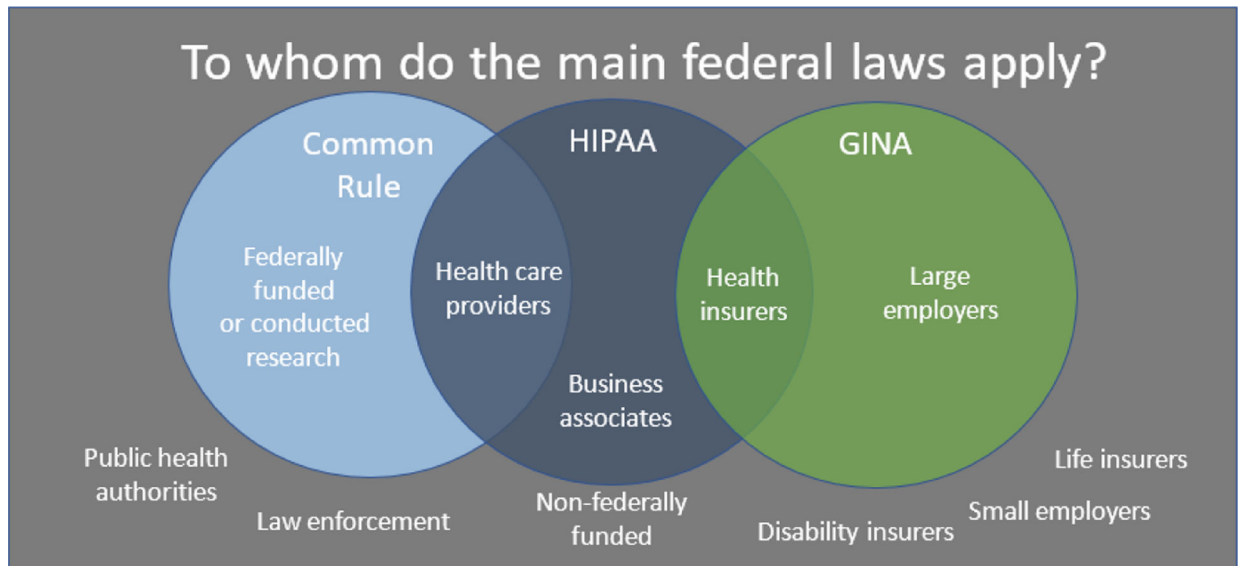 To whom do the main federal laws apply?
Common
Rule
HIPAA
GINA
Federally
funded
or conducted
research
Health care
providers
Business
associates
Health
insurers
Large
employers
Public health
authorities
Law enforcement
Non-federally
funded
Disability insurers
Small employers
Life insurers